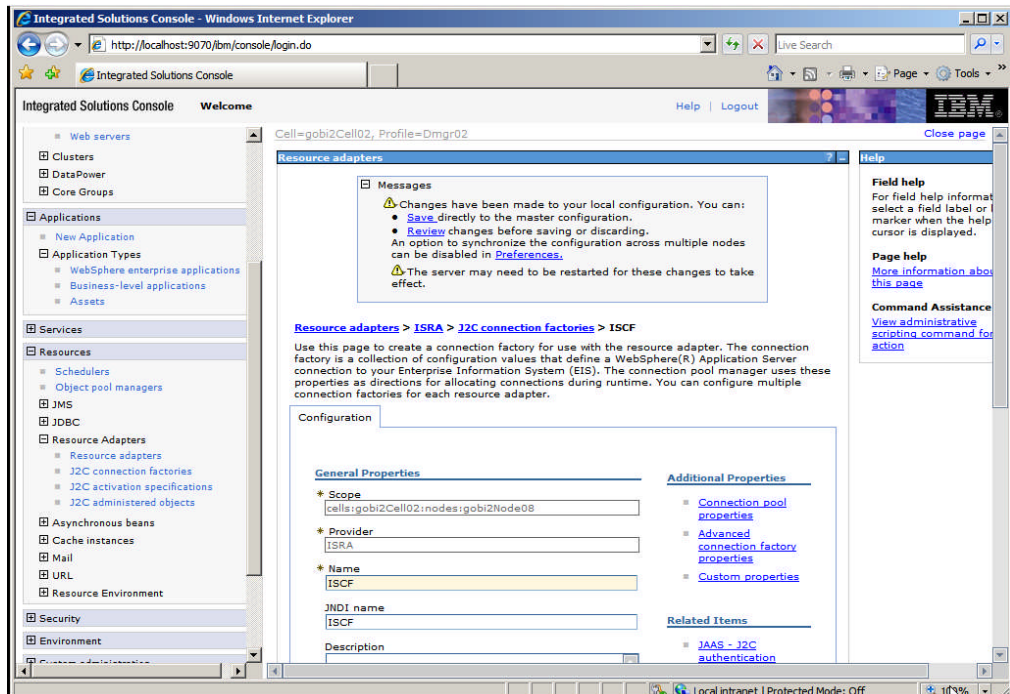 Integrated Solutions Console - Windows Internet Explorer
http://localhost:9070/ibm/console/login.do
Live Search
Integrated Solutions Console
Page
Tools
Integrated Solutions Console Welcome
Help | Logout
IBM.
Web servers
Clusters
DataPower
Core Groups
Applications
New Application
Application Types
WebSphere enterprise applications
Business-level applications
Assets
Services
Resources
Schedulers
Object pool managers
JMS
JDBC
Resource Adapters
Resource adapters
J2C connection factories
J2C activation specifications
J2C administered objects
Asynchronous beans
Cache instances
Mail
URL
Resource Environment
Security
Environment
Cell=gobi2Cell02, Profile=Dmgr02
Close page
Resource adapters
Messages
Changes have been made to your local configuration. You can:
Save directly to the master configuration.
Review changes before saving or discarding.
An option to synchronize the configuration across multiple nodes
can be disabled in Preferences.
The server may need to be restarted for these changes to take
effect.
Resource adapters > ISRA > J2C connection factories > ISCF
Use this page to create a connection factory for use with the resource adapter. The connection
factory is a collection of configuration values that define a WebSphere(R) Application Server
connection to your Enterprise Information System (EIS). The connection pool manager uses these
properties as directions for allocating connections during runtime. You can configure multiple
connection factories for each resource adapter.
Configuration
General Properties
* Scope
cells:gobi2Cell02:nodes:gobi2Node08
* Provider
ISRA
* Name
ISCF
JNDI name
ISCF
Description
Additional Properties
Connection pool
properties
Advanced
connection factory
properties
Custom properties
Related Items
JAAS - J2C
authentication
Help
Field help
For field help informat
select a field label or
marker when the help
cursor is displayed.
Page help
More information abou
this page
Command Assistance
View administrative
scripting command for
action
Local intranet | Protected Mode: Off